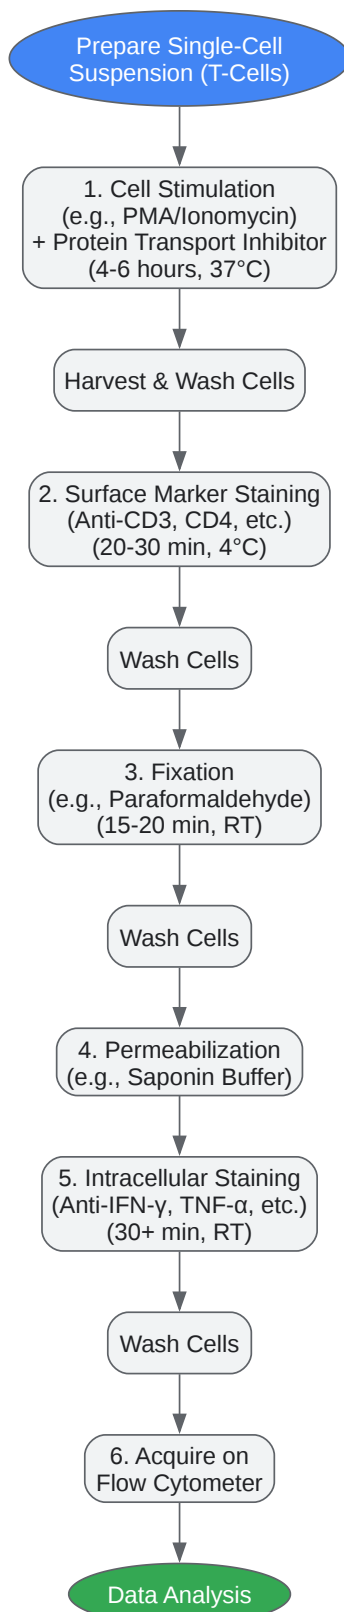 Prepare Single-Cell
Suspension (T-Cells)
1. Cell Stimulation
(e.g., PMA/Ionomycin)
+ Protein Transport Inhibitor
(4-6 hours, 37°C)
Harvest & Wash Cells
2. Surface Marker Staining
(Anti-CD3, CD4, etc.)
(20-30 min, 4°C)
Wash Cells
3. Fixation
(e.g., Paraformaldehyde)
(15-20 min, RT)
Wash Cells
4. Permeabilization
(e.g., Saponin Buffer)
5. Intracellular Staining
(Anti-IFN-γ, TNF-α, etc.)
(30+ min, RT)
Wash Cells
6. Acquire on
Flow Cytometer
Data Analysis